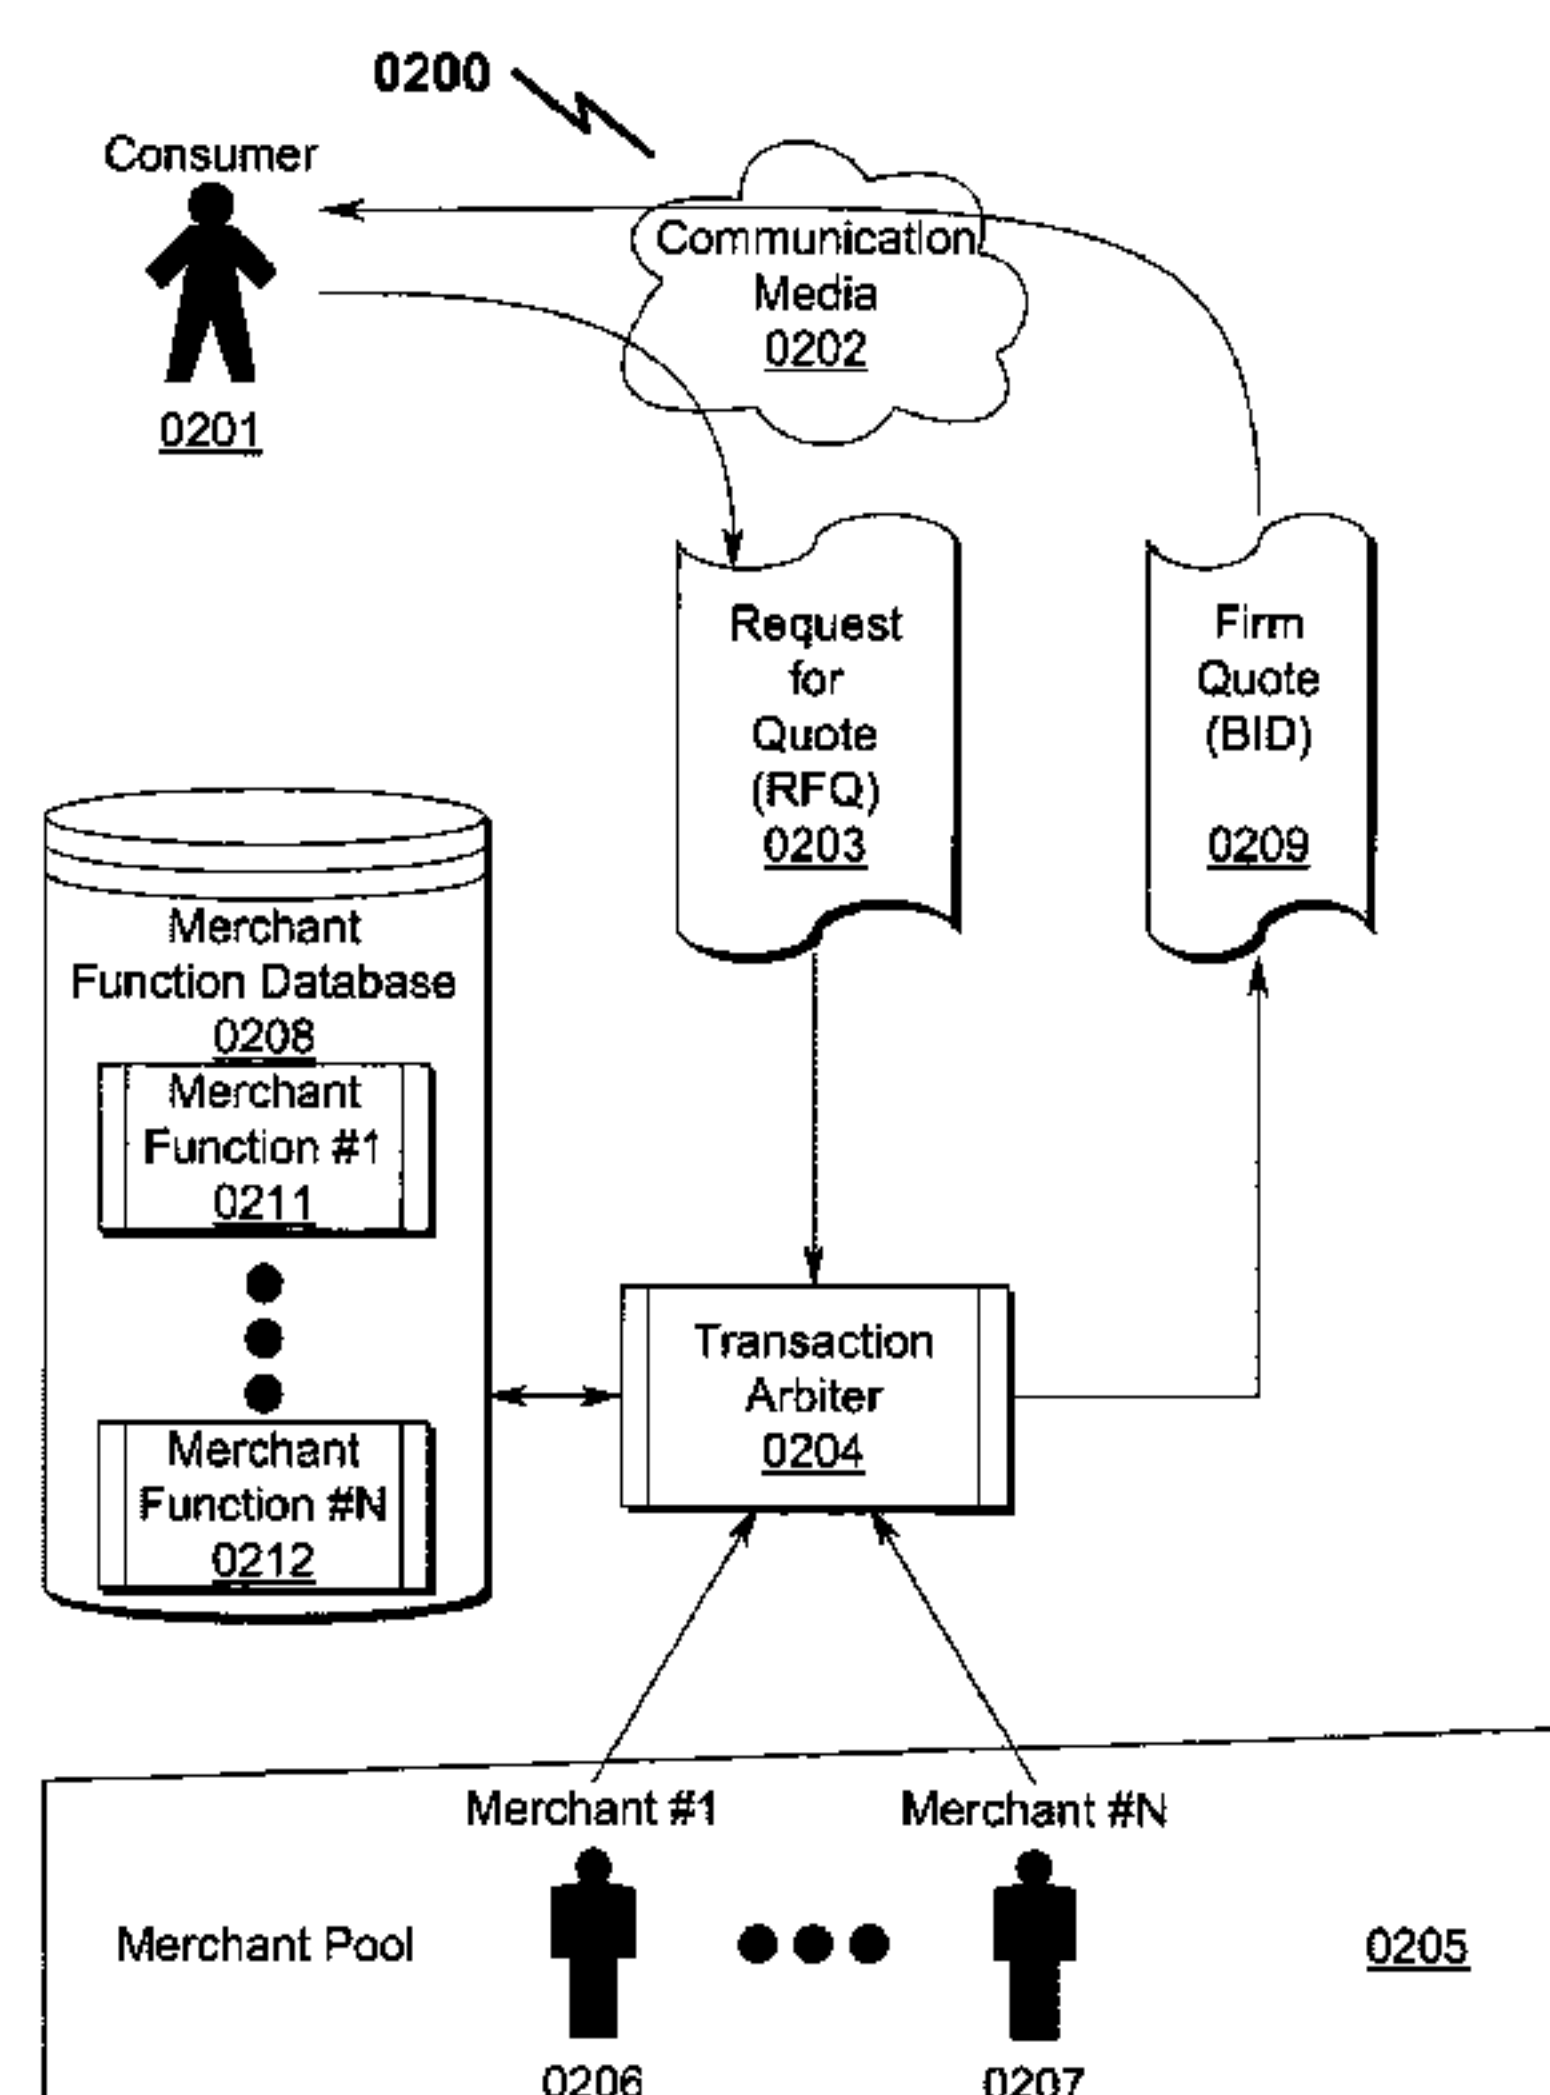 0200
Consumer
0201
Communication
Media
0202
Request
for
Quote
(RFQ)
0203
Firm
Quote
(BID)
0209
Merchant
Function Database
0208
Merchant
Function #1
0211
Merchant
Function #N
0212
Transaction
Arbiter
0204
Merchant #1
Merchant #N
Merchant Pool
0205
0206
0207